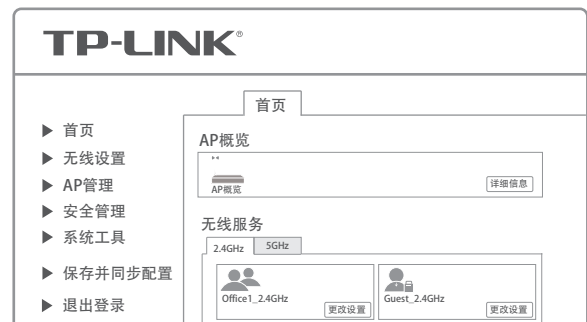 TP-LINK®
首页
首页
无线设置
AP管理
安全管理
系统工具
保存并同步配置
退出登录
AP概览
AP概览
详细信息
无线服务
2.4GHz 5GHz
Office1_2.4GHz
更改设置
Guest_2.4GHz
更改设置